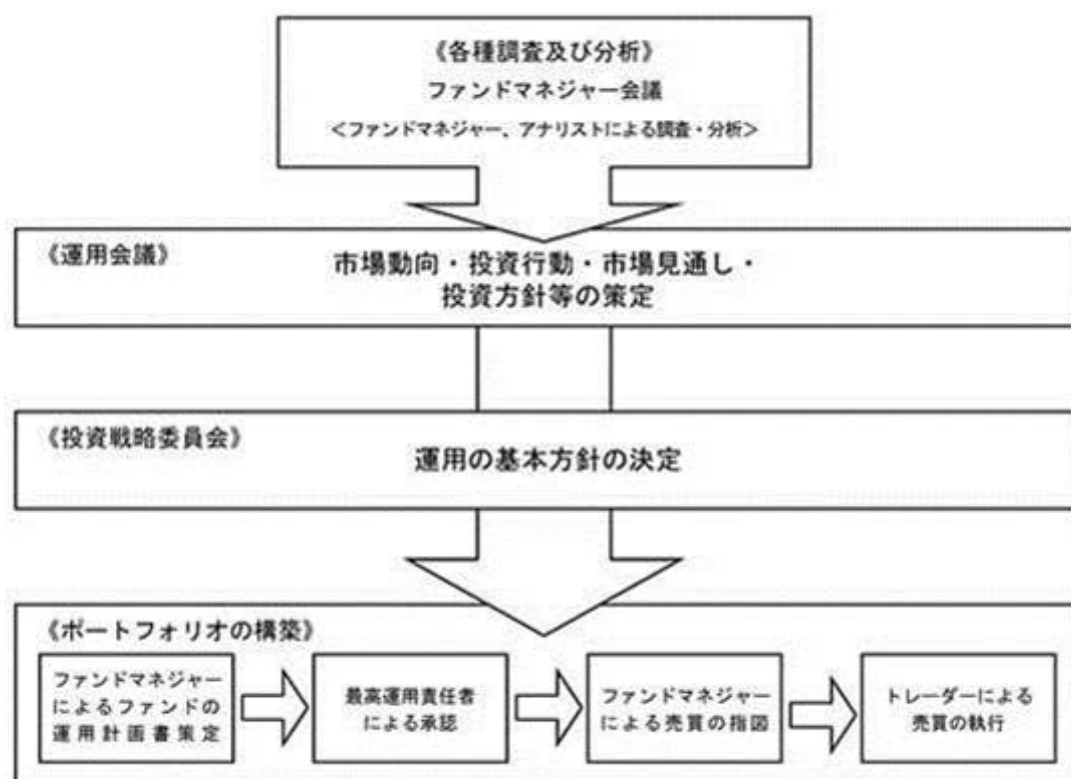 《各種調査及び分析》
ファンドマネジャー会議
<ファンドマネジャー、アナリストによる調査・分析>
《運用会議》
市場動向・投資行動・市場見通し・
投資方針等の策定
《投資戦略委員会》
運用の基本方針の決定
《ポートフォリオの構築》
ファンドマネジャー
によるファンドの
運用計画書策定
最高運用責任者
による承認
ファンドマネジャー
による売買の指図
トレーダーによる
売買の執行